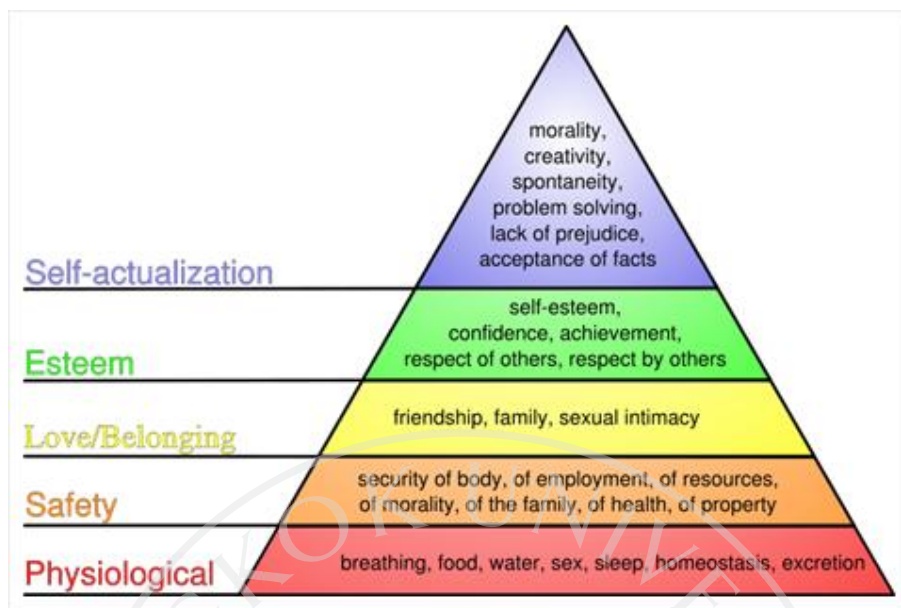 morality,
creativity,
spontaneity,
problem solving,
lack of prejudice,
acceptance of facts
Self-actualization
self-esteem,
confidence, achievement,
respect of others, respect by others
Esteem
friendship, family, sexual intimacy
Love/Belonging
security of body, of employment, of resources,
of morality, of the family, of health, of property
Safety
breathing, food, water, sex, sleep, homeostasis, excretion
Physiological